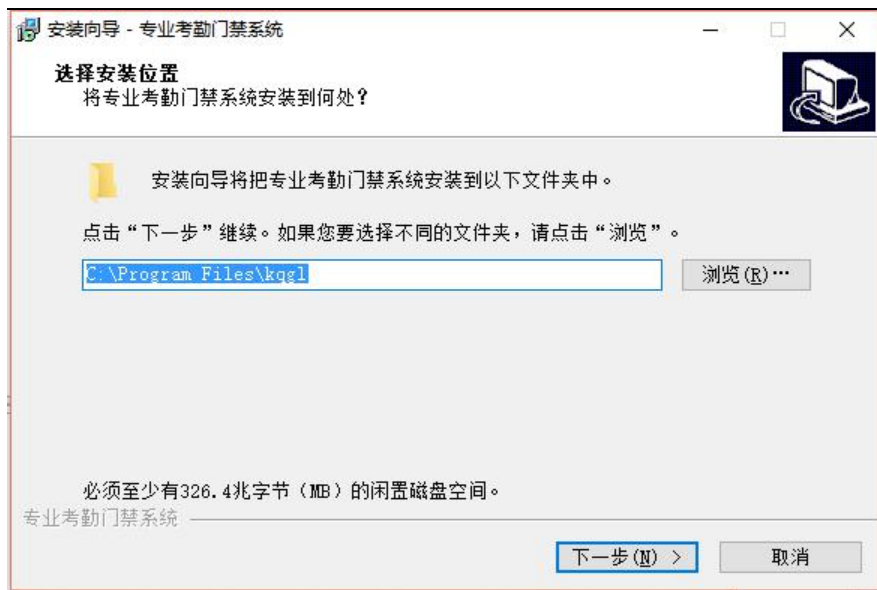 安装向导 - 专业考勤门禁系统
选择安装位置
将专业考勤门禁系统安装到何处?
安装向导将把专业考勤门禁系统安装到以下文件夹中。
点击“下一步”继续。如果您要选择不同的文件夹，请点击“浏览”。
C:\Program Files\kqgl
浏览(R)…
必须至少有326.4兆字节（MB）的闲置磁盘空间。
专业考勤门禁系统
下一步(N) >
取消